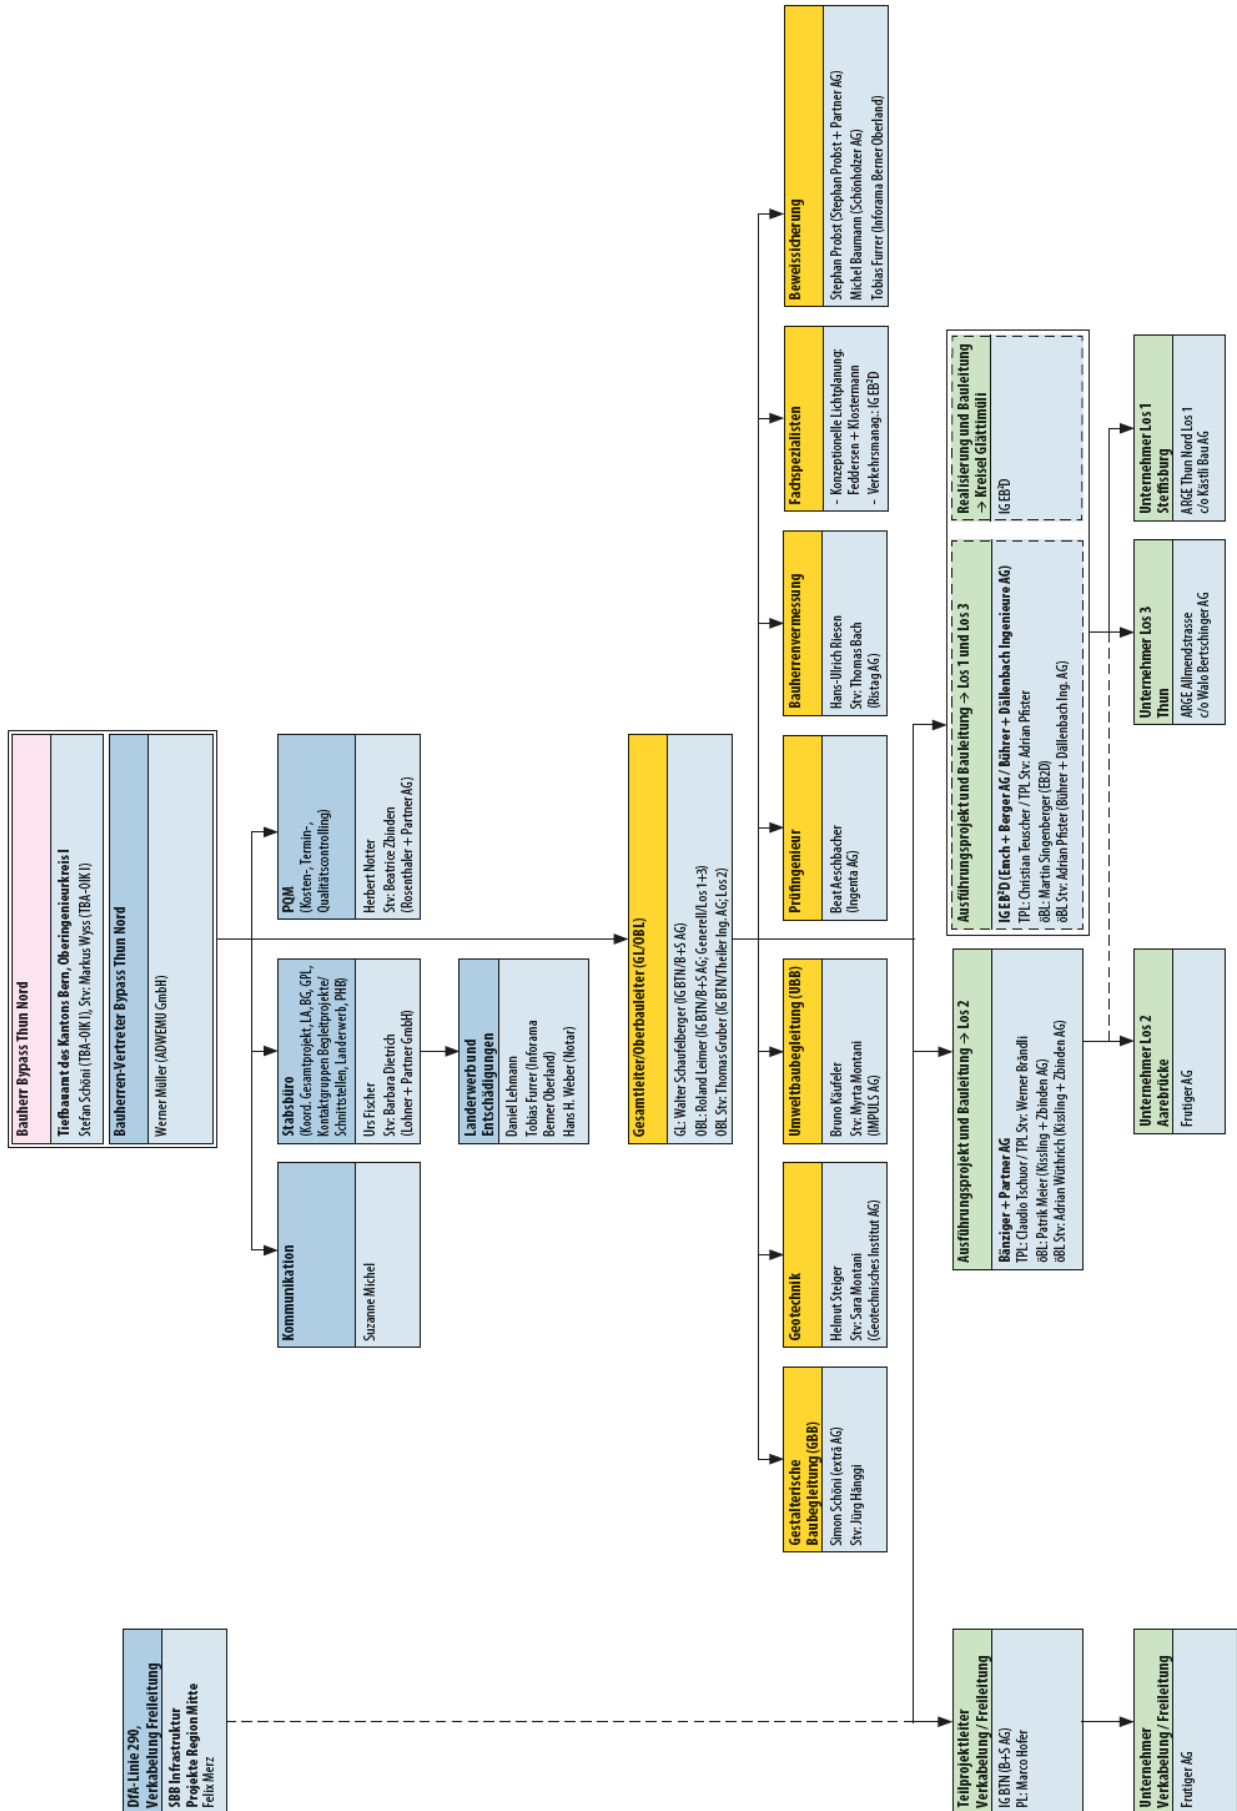 Bauherr Bypass Thun Nord
Tiefbauamt des Kantons Bern, Oberingenieurkreis I
Stefan Schöni (TBA-OIK I), Stv: Markus Wyss (TBA-OIK I)
Bauherren-Vertreter Bypass Thun Nord
Werner Müller (ADWEMU GmbH)
DfA-Linie 290,
Verkabelung Freileitung
SBB Infrastruktur
Projekte Region Mitte
Felix Merz
Kommunikation
Suzanne Michel
Stabsbüro
(Koord. Gesamtprojekt, LA, BG, GPL,
Kontaktgruppen Begleitprojekte/
Schnittstellen, Landerwerb, PHB)
Urs Fischer
Stv: Barbara Dietrich
(Lohner + Partner GmbH)
PQM
(Kosten-, Termin-,
Qualitätscontrolling)
Herbert Notter
Stv: Beatrice Zbinden
(Rosenthaler + Partner AG)
Landerwerb und
Entschädigungen
Daniel Lehmann
Tobias Furrer (Inforama
Berner Oberland)
Hans H. Weber (Notar)
Gesamtleiter/Oberbauleiter (GL/OBL)
GL: Walter Schaufelberger (IG BTN/B+S AG)
OBL: Roland Leimer (IG BTN/B+S AG; Generell/Los 1+3)
OBL Stv: Thomas Gruber (IG BTN/Theiler Ing. AG; Los 2)
Gestalterische
Baubegleitung (GBB)
Simon Schöni (exträ AG)
Stv: Jürg Hänggi
Geotechnik
Helmut Steiger
Stv: Sara Montani
(Geotechnisches Institut AG)
Umweltbaubegleitung (UBB)
Bruno Käufeler
Stv: Myrta Montani
(IMPULS AG)
Prüfingenieur
Beat Aeschbacher
(Ingenta AG)
Bauherrenvermessung
Hans-Ulrich Riesen
Stv: Thomas Bach
(Ristag AG)
Fachspezialisten
- Konzeptionelle Lichtplanung:
Feddersen + Klostermann
- Verkehrsmanag.: IG EB²D
Beweissicherung
Stephan Probst (Stephan Probst + Partner AG)
Michel Baumann (Schönholzer AG)
Tobias Furrer (Inforama Berner Oberland)
Teilprojektleiter
Verkabelung / Freileitung
IG BTN (B+S AG)
PL: Marco Hofer
Ausführungsprojekt und Bauleitung → Los 2
Bänziger + Partner AG
TPL: Claudio Tschuor / TPL Stv: Werner Brändli
öBL: Patrik Meier (Kissling + Zbinden AG)
öBL Stv: Adrian Wüthrich (Kissling + Zbinden AG)
Ausführungsprojekt und Bauleitung → Los 1 und Los 3
IG EB²D (Emch + Berger AG / Bührer + Dällenbach Ingenieure AG)
TPL: Christian Teuscher / TPL Stv: Adrian Pfister
öBL: Martin Singenberger (EB2D)
öBL Stv: Adrian Pfister (Bührer + Dällenbach Ing. AG)
Realisierung und Bauleitung
→ Kreisel Glättimüli
IG EB²D
Unternehmer
Verkabelung / Freileitung
Frutiger AG
Unternehmer Los 2
Aarebrücke
Frutiger AG
Unternehmer Los 3
Thun
ARGE Allmendstrasse
c/o Walo Bertschinger AG
Unternehmer Los 1
Steffisburg
ARGE Thun Nord Los 1
c/o Kästli Bau AG